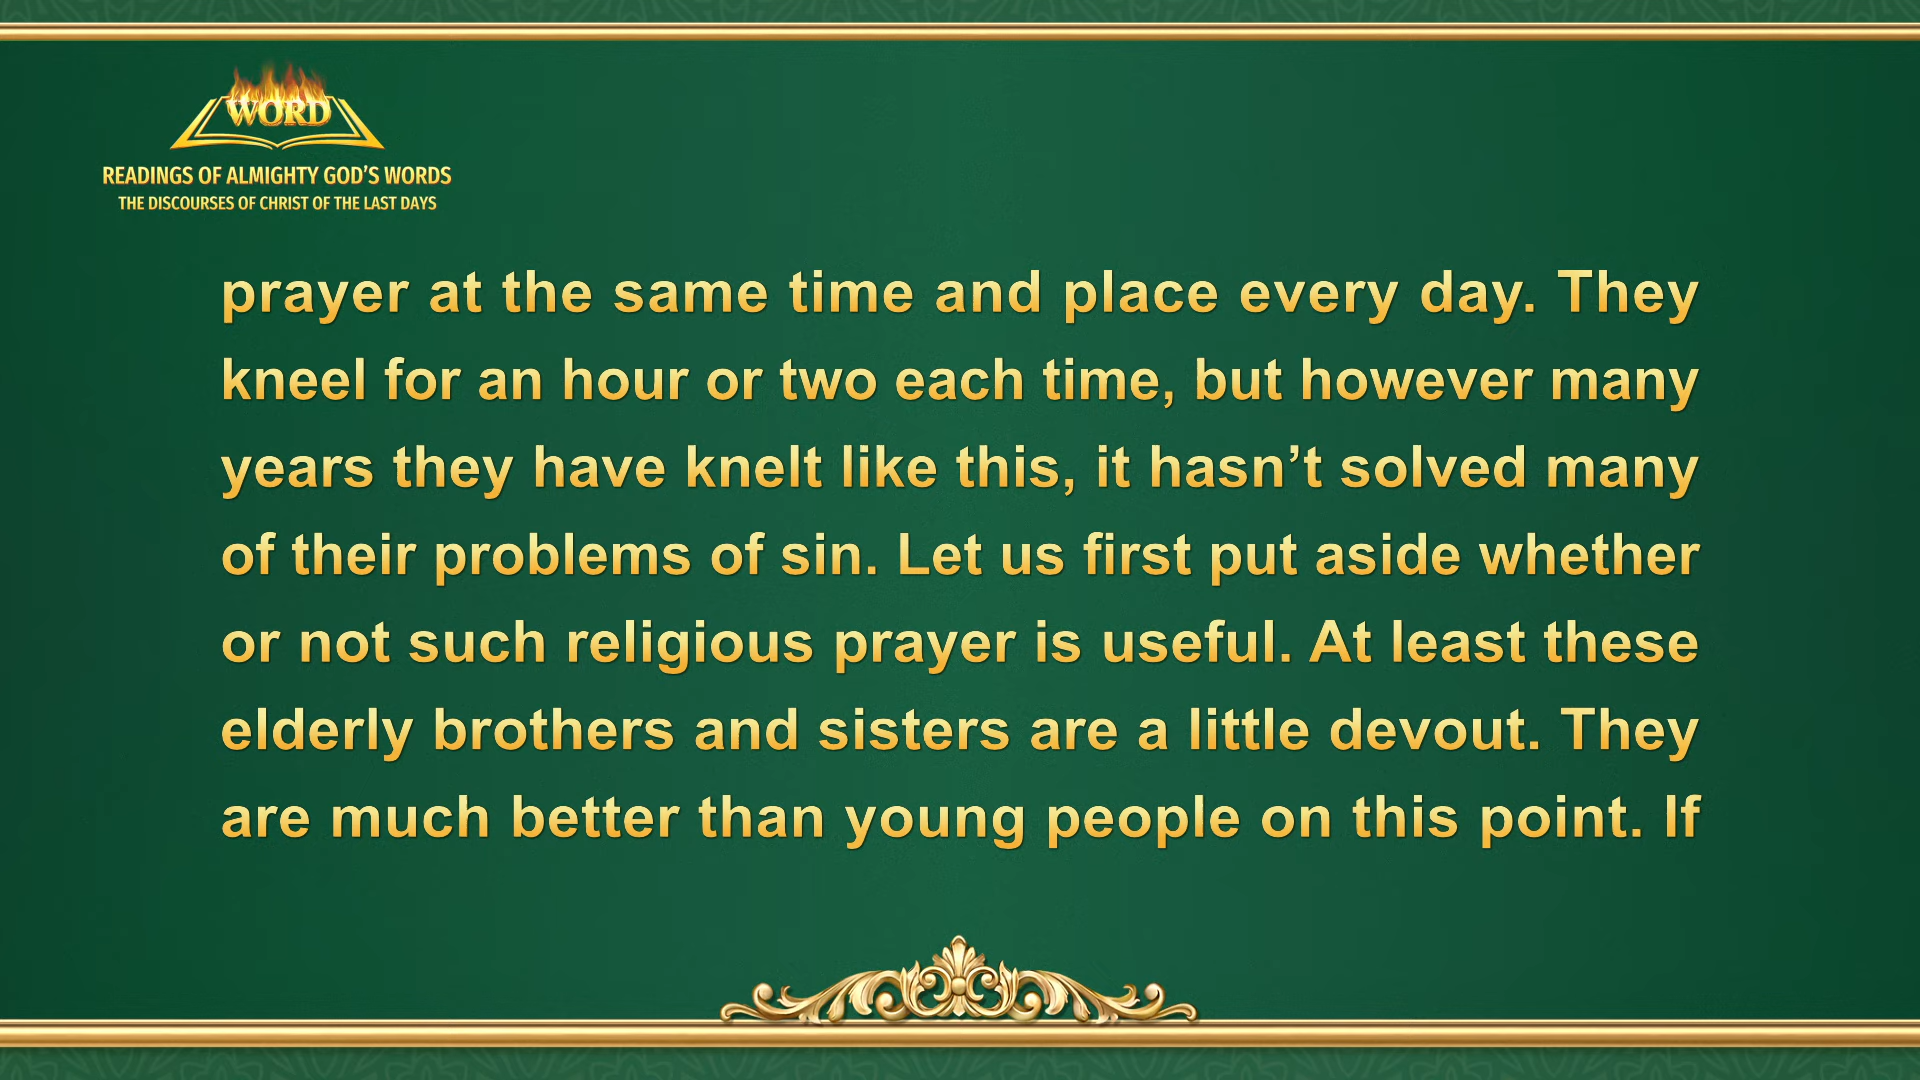 WORD
READINGS OF ALMIGHTY GOD’S WORDS
THE DISCOURSES OF CHRIST OF THE LAST DAYS
prayer at the same time and place every day. They
kneel for an hour or two each time, but however many
years they have knelt like this, it hasn’t solved many
of their problems of sin. Let us first put aside whether
or not such religious prayer is useful. At least these
elderly brothers and sisters are a little devout. They
are much better than young people on this point. If